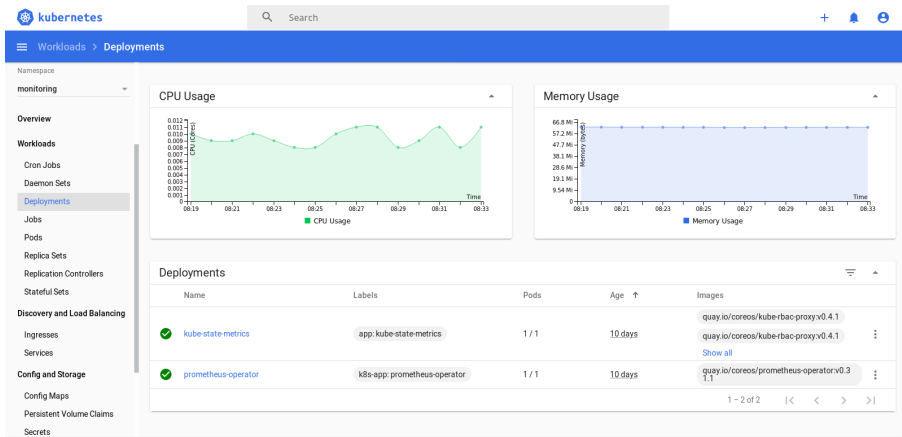 kubernetes
Search
Workloads > Deployments
Namespace
monitoring
Overview
Workloads
Cron Jobs
Daemon Sets
Deployments
Jobs
Pods
Replica Sets
Replication Controllers
Stateful Sets
Discovery and Load Balancing
Ingresses
Services
Config and Storage
Config Maps
Persistent Volume Claims
Secrets
CPU Usage
CPU (Cores)
0.012
0.011
0.009
0.008
0.006
0.005
0.003
0.002
0.001
0
Time
08:19 08:21 08:23 08:25 08:27 08:29 08:31 08:33
CPU Usage
Memory Usage
Memory (bytes)
66.8 Mi
57.2 Mi
47.7 Mi
38.1 Mi
28.6 Mi
19.1 Mi
9.54 Mi
0
Time
08:19 08:21 08:23 08:25 08:27 08:29 08:31 08:33
Memory Usage
Deployments
Name Labels Pods Age Images
kube-state-metrics app: kube-state-metrics 1 / 1 10 days
quay.io/coreos/kube-rbac-proxy:v0.4.1
quay.io/coreos/kube-rbac-proxy:v0.4.1
Show all
prometheus-operator k8s-app: prometheus-operator 1 / 1 10 days
quay.io/coreos/prometheus-operator:v0.3
1.1
1 – 2 of 2